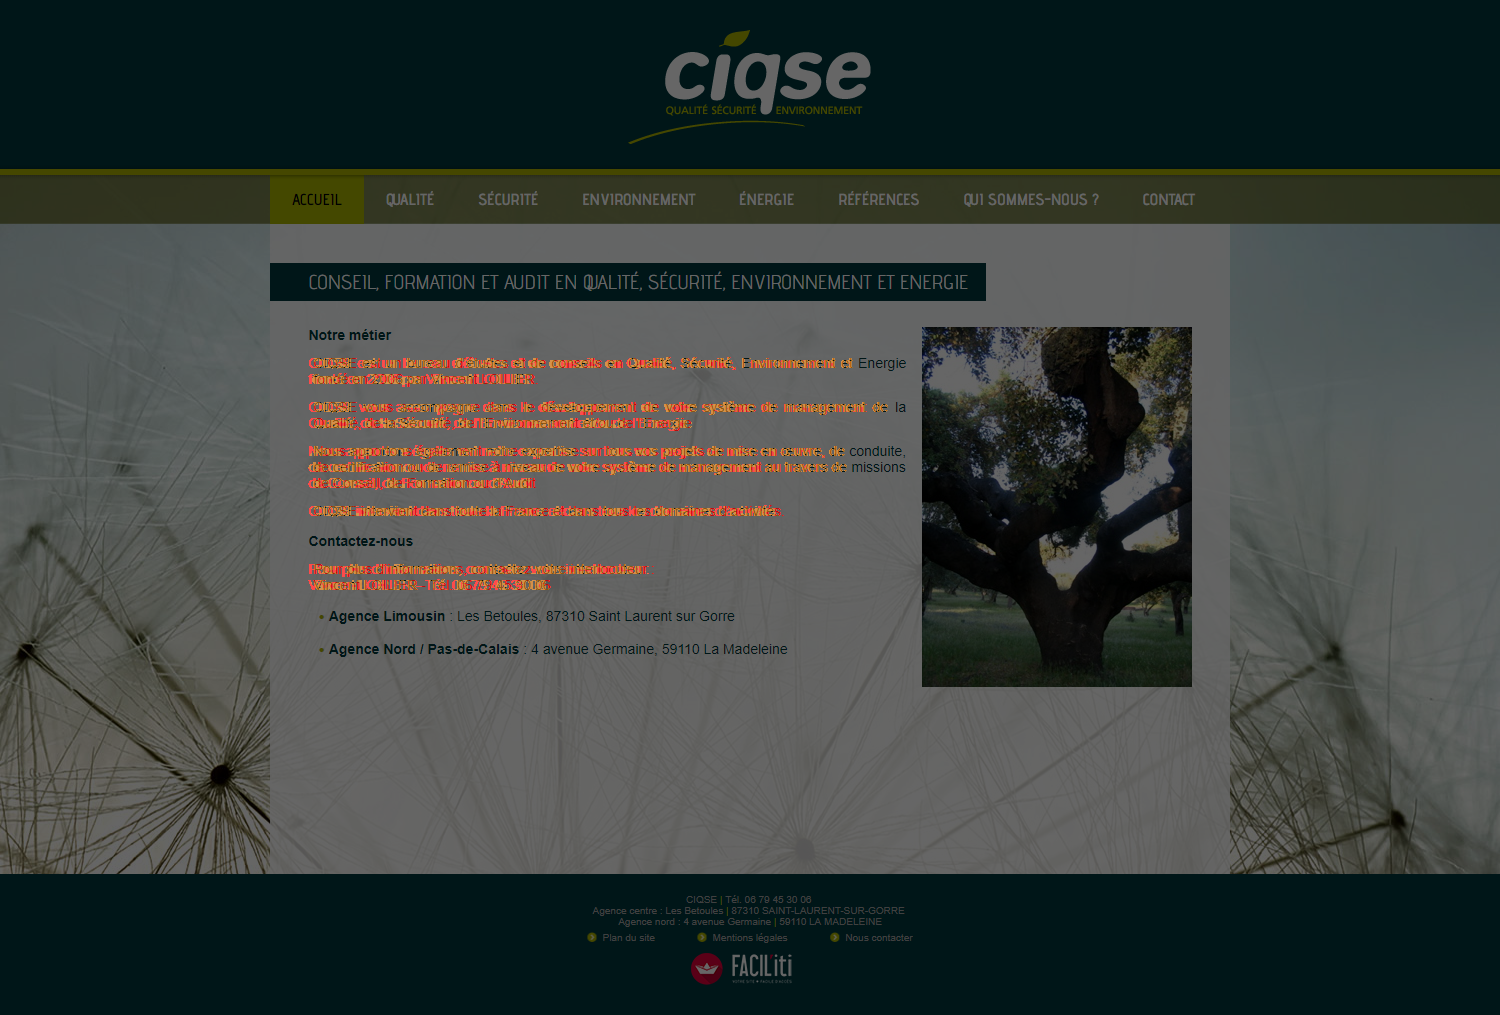 ciqse
QUALITÉ SÉCURITÉ ENVIRONNEMENT
ACCUEIL QUALITÉ SÉCURITÉ ENVIRONNEMENT ÉNERGIE RÉFÉRENCES QUI SOMMES-NOUS ? CONTACT
CONSEIL, FORMATION ET AUDIT EN QUALITÉ, SÉCURITÉ, ENVIRONNEMENT ET ENERGIE
Notre métier
CIQSE est un bureau d'études et de conseils en Qualité, Sécurité, Environnement et Energie
fondé en 2008 par Vincent
CIQSE vous accompagne dans le développement de votre système de management de la
Qualité, de la Sécurité, de l'Environnement et/ou de l'Energie.
Nous apportons également notre expertise sur tous vos projets de mise en œuvre, de conduite,
de certification ou de remise à niveau de votre système de management au travers de missions
de Conseil, de Formation ou d'Audit.
CIQSE intervient dans toute la France et dans tous les domaines d'activités.
Contactez-nous
Pour plus d'informations, contactez votre interlocuteur :
Vincent - Tél. 06 79 45 30 06
• Agence Limousin : Les Betoules, 87310 Saint Laurent sur Gorre
• Agence Nord / Pas-de-Calais : 4 avenue Germaine, 59110 La Madeleine
CIQSE | Tél. 06 79 45 30 06
Agence centre : Les Betoules | 87310 SAINT-LAURENT-SUR-GORRE
Agence nord : 4 avenue Germaine | 59110 LA MADELEINE
Plan du site Mentions légales Nous contacter
FACIL'iti